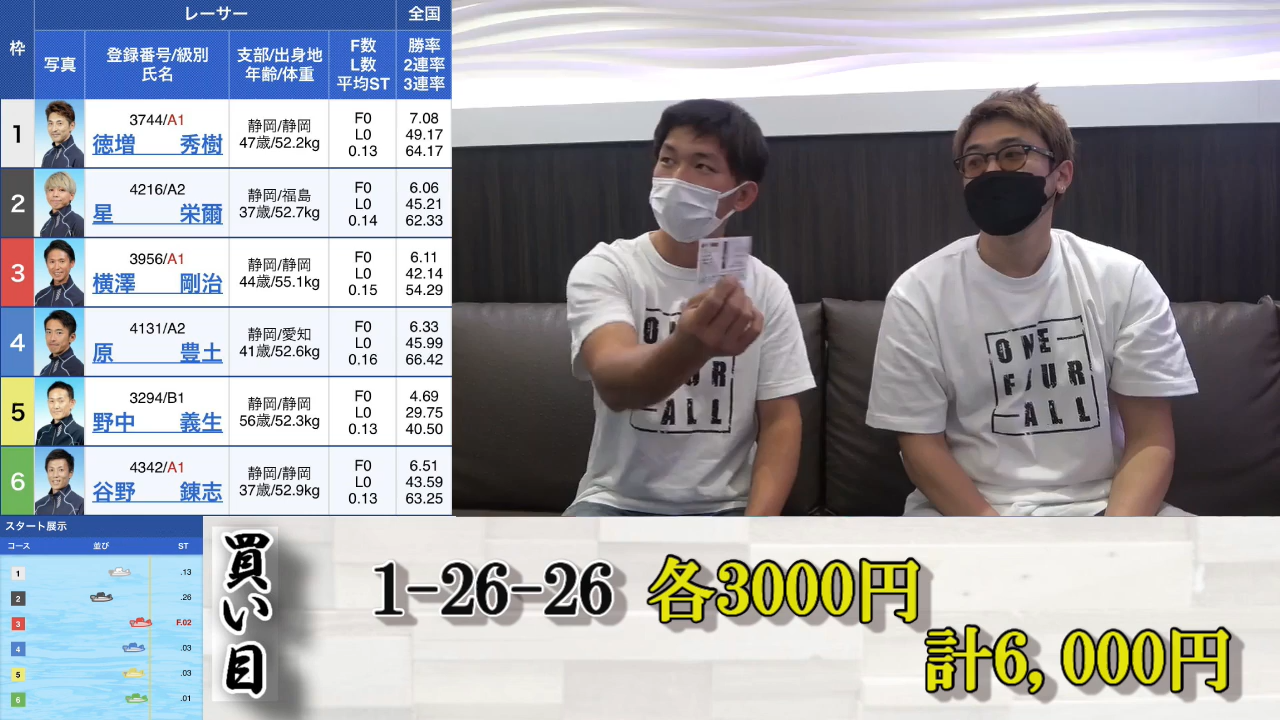 レーサー
全国
枠
写真
登録番号/級別
氏名
支部/出身地
年齢/体重
F数
L数
平均ST
勝率
2連率
3連率
1
3744/A1
徳増 秀樹
静岡/静岡
47歳/52.2kg
F0
L0
0.13
7.08
49.17
64.17
2
4216/A2
星 栄爾
静岡/福島
37歳/52.7kg
F0
L0
0.14
6.06
45.21
62.33
3
3956/A1
横澤 剛治
静岡/静岡
44歳/55.1kg
F0
L0
0.15
6.11
42.14
54.29
4
4131/A2
原 豊土
静岡/愛知
41歳/52.6kg
F0
L0
0.16
6.33
45.99
66.42
5
3294/B1
野中 義生
静岡/静岡
56歳/52.3kg
F0
L0
0.13
4.69
29.75
40.50
6
4342/A1
谷野 錬志
静岡/静岡
37歳/52.9kg
F0
L0
0.13
6.51
43.59
63.25
ONE
FOUR
ALL
スタート展示
コース 並び ST
1 .13
2 .26
3 F.02
4 .03
5 .03
6 .01
買い目
1-26-26 各3000円
計6,000円